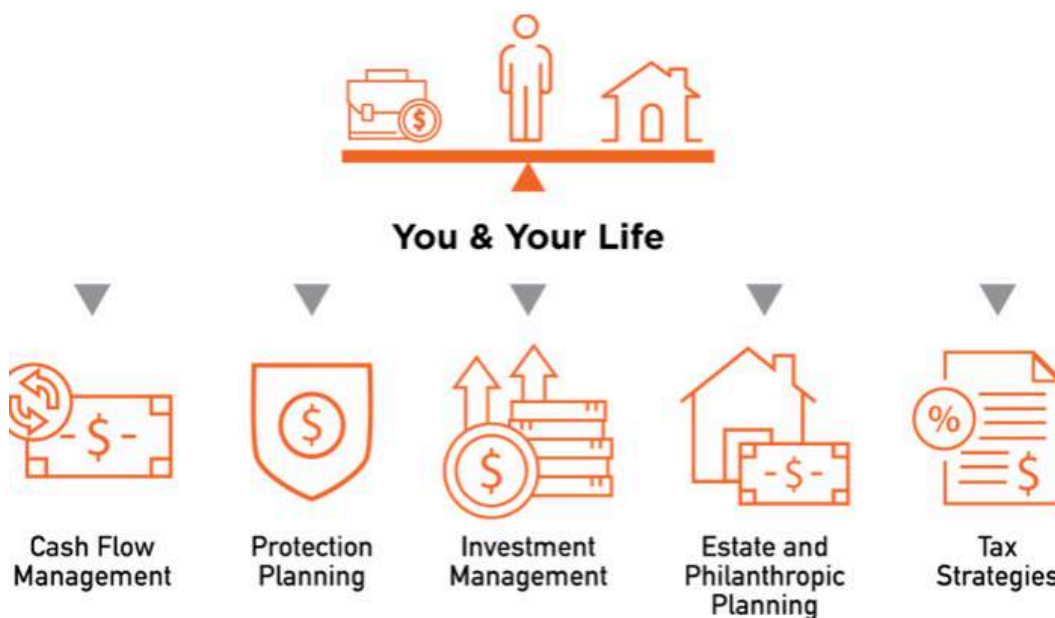 $
You & Your Life
- $ -
$
$
- $ -
%
$
Cash Flow
Management
Protection
Planning
Investment
Management
Estate and
Philanthropic
Planning
Tax
Strategies